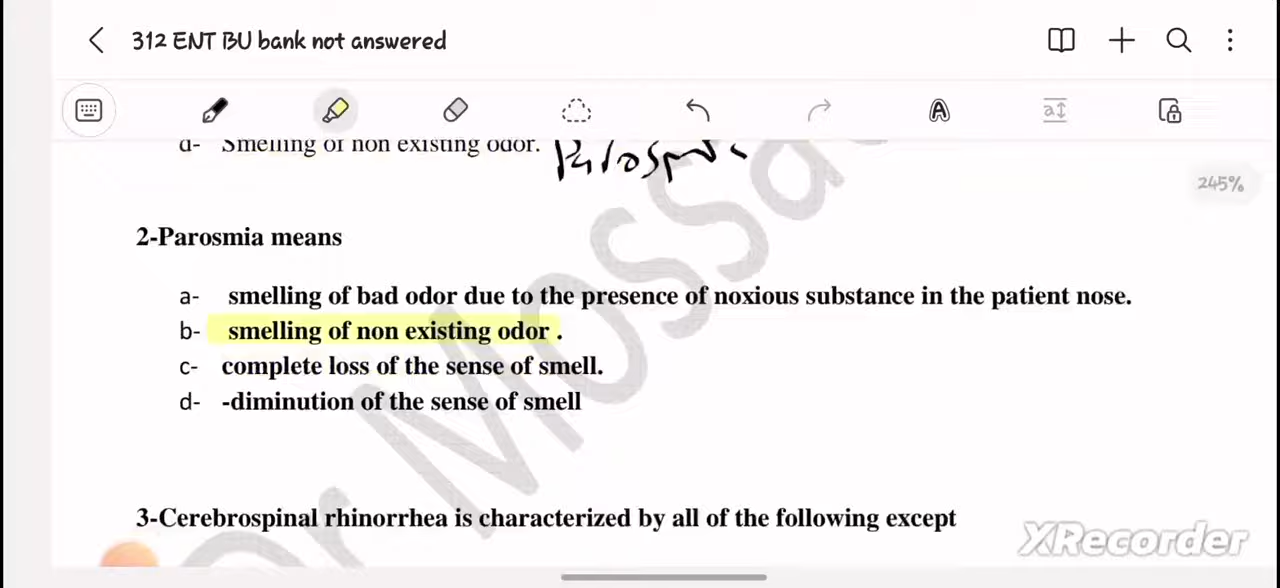 312 ENT BU bank not answered
d- Smelling of non existing odor.
245%
2-Parosmia means
a- smelling of bad odor due to the presence of noxious substance in the patient nose.
b- smelling of non existing odor .
c- complete loss of the sense of smell.
d- -diminution of the sense of smell
3-Cerebrospinal rhinorrhea is characterized by all of the following except
XRecorder